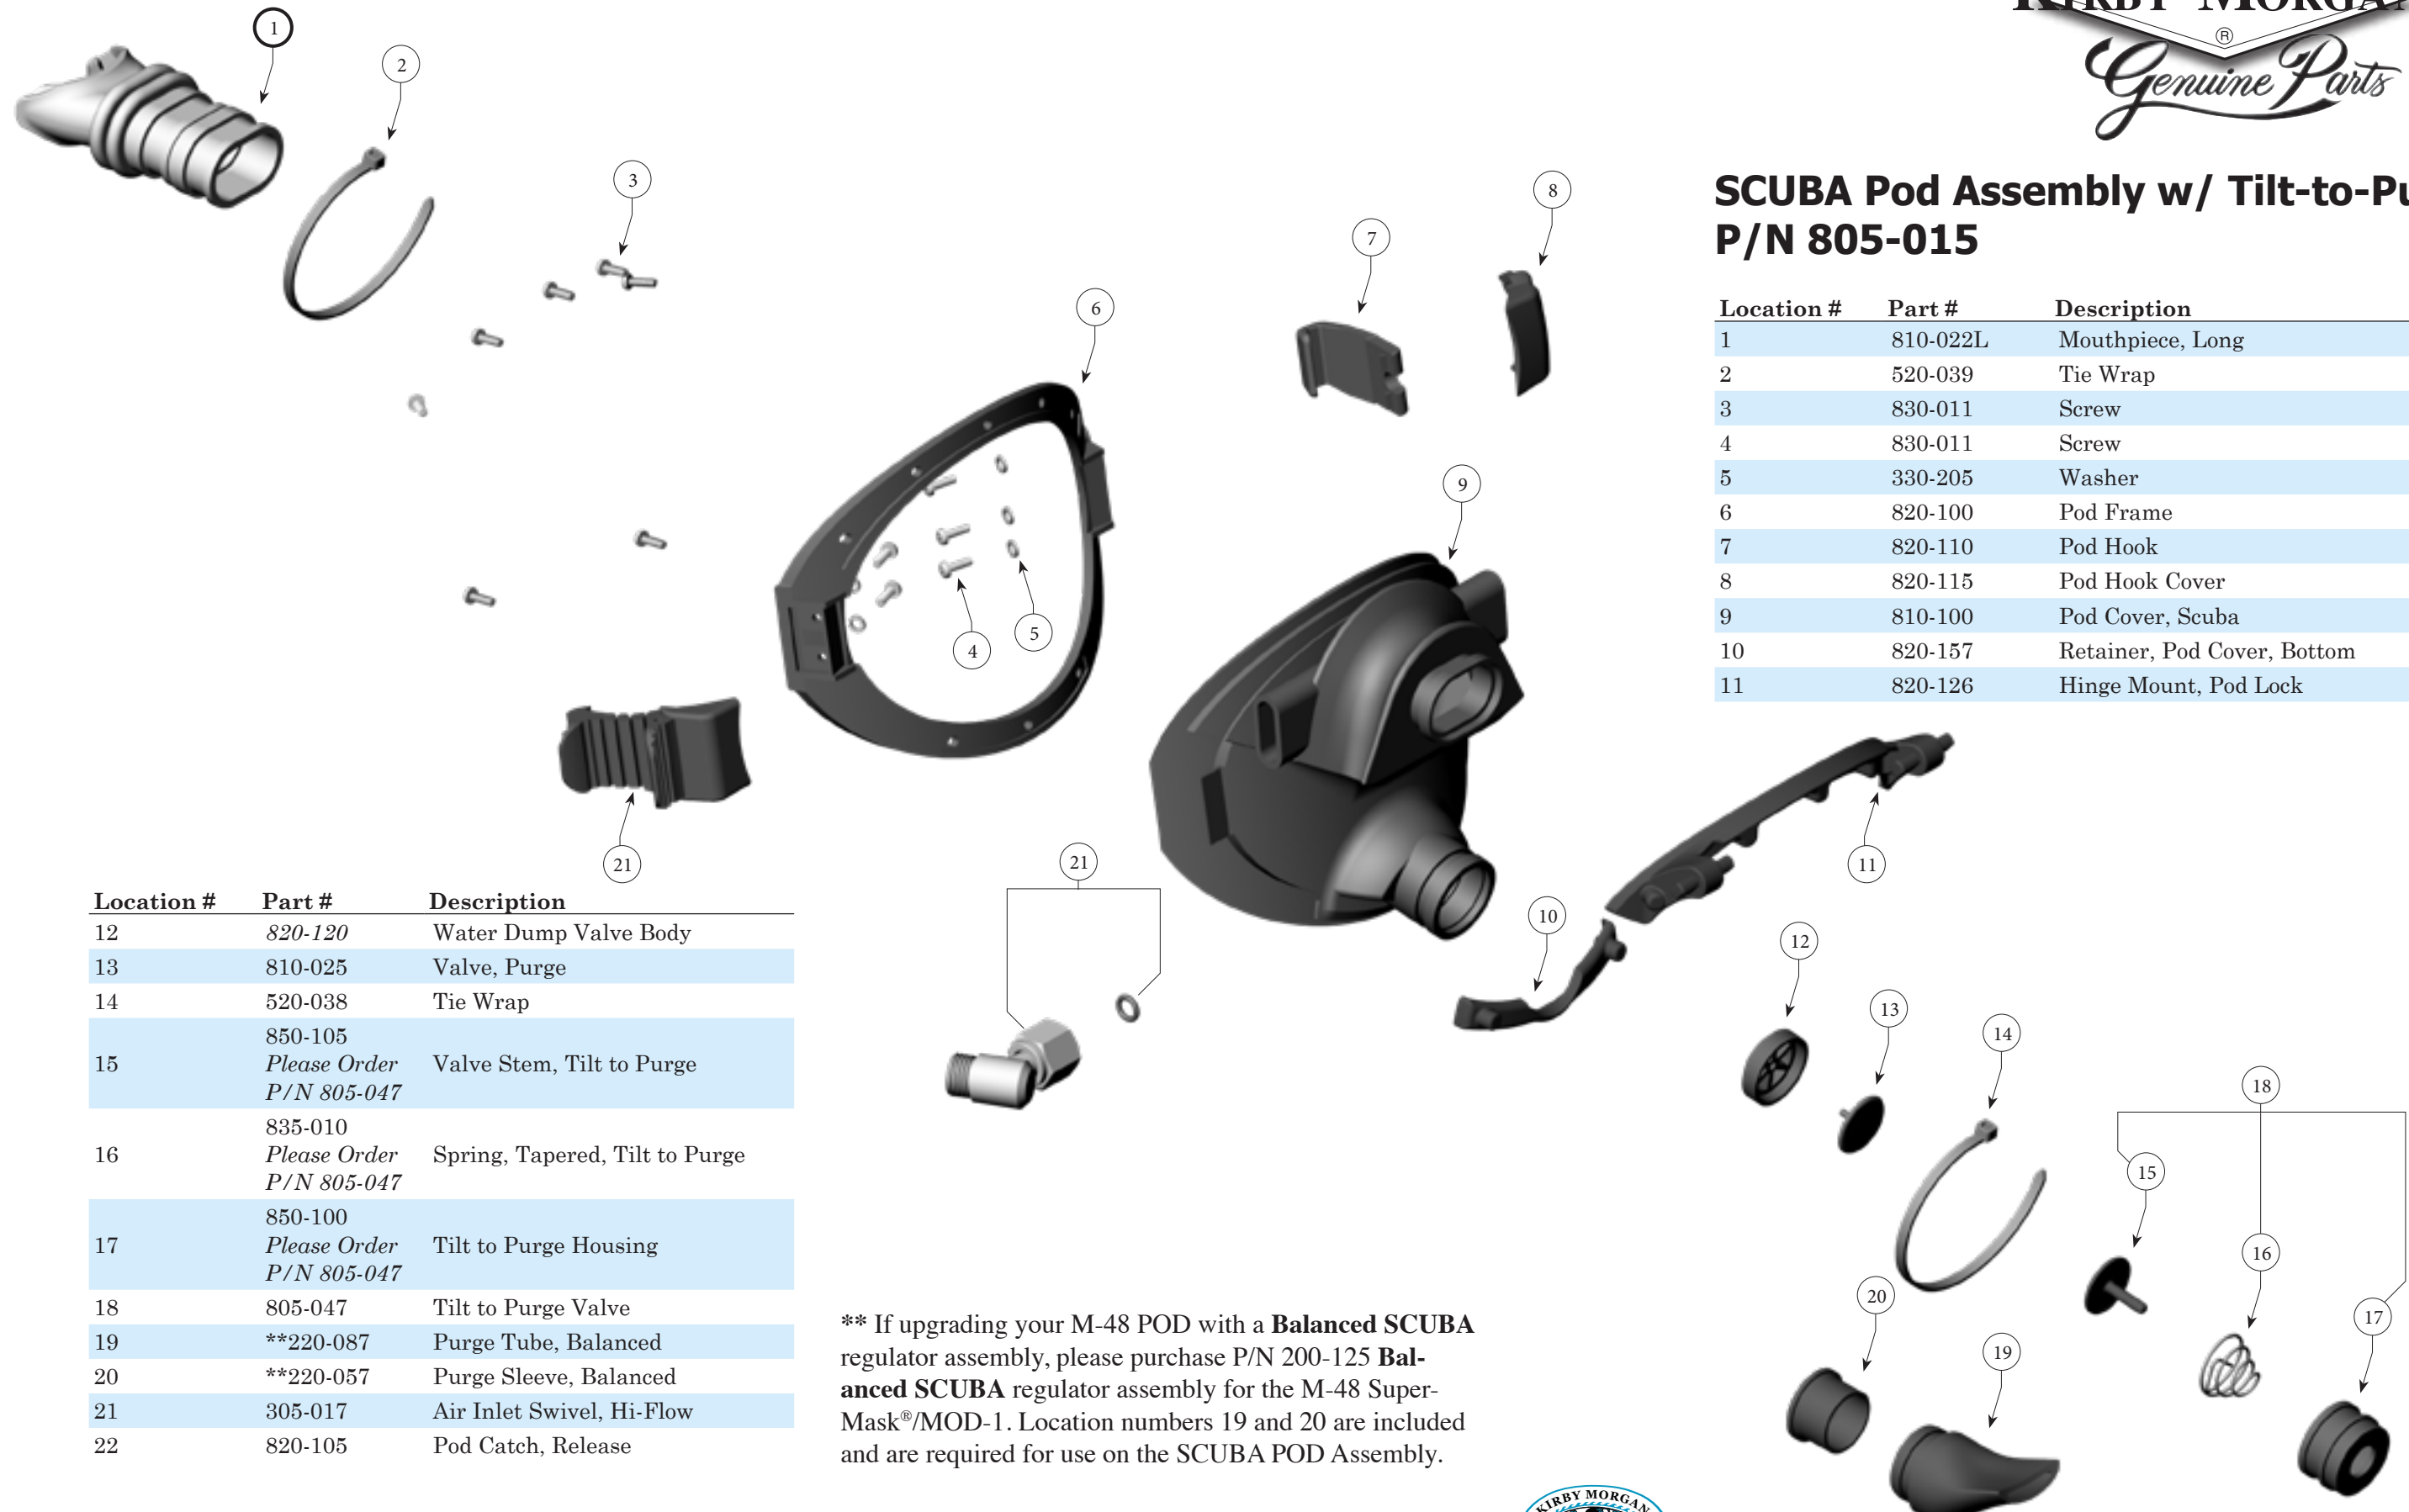 KIRBY MORGAN
®
Genuine Parts
SCUBA Pod Assembly w/ Tilt-to-Pu
P/N 805-015
Location # Part # Description
1 810-022L Mouthpiece, Long
2 520-039 Tie Wrap
3 830-011 Screw
4 830-011 Screw
5 330-205 Washer
6 820-100 Pod Frame
7 820-110 Pod Hook
8 820-115 Pod Hook Cover
9 810-100 Pod Cover, Scuba
10 820-157 Retainer, Pod Cover, Bottom
11 820-126 Hinge Mount, Pod Lock
1
2
3
4
5
6
7
8
9
10
11
12
13
14
15
16
17
18
19
20
21
21
Location # Part # Description
12 820-120 Water Dump Valve Body
13 810-025 Valve, Purge
14 520-038 Tie Wrap
850-105
15 Please Order Valve Stem, Tilt to Purge
P/N 805-047
835-010
16 Please Order Spring, Tapered, Tilt to Purge
P/N 805-047
850-100
17 Please Order Tilt to Purge Housing
P/N 805-047
18 805-047 Tilt to Purge Valve
19 **220-087 Purge Tube, Balanced
20 **220-057 Purge Sleeve, Balanced
21 305-017 Air Inlet Swivel, Hi-Flow
22 820-105 Pod Catch, Release
** If upgrading your M-48 POD with a Balanced SCUBA
regulator assembly, please purchase P/N 200-125 Bal-
anced SCUBA regulator assembly for the M-48 Super-
Mask®/MOD-1. Location numbers 19 and 20 are included
and are required for use on the SCUBA POD Assembly.
KIRBY MORGAN